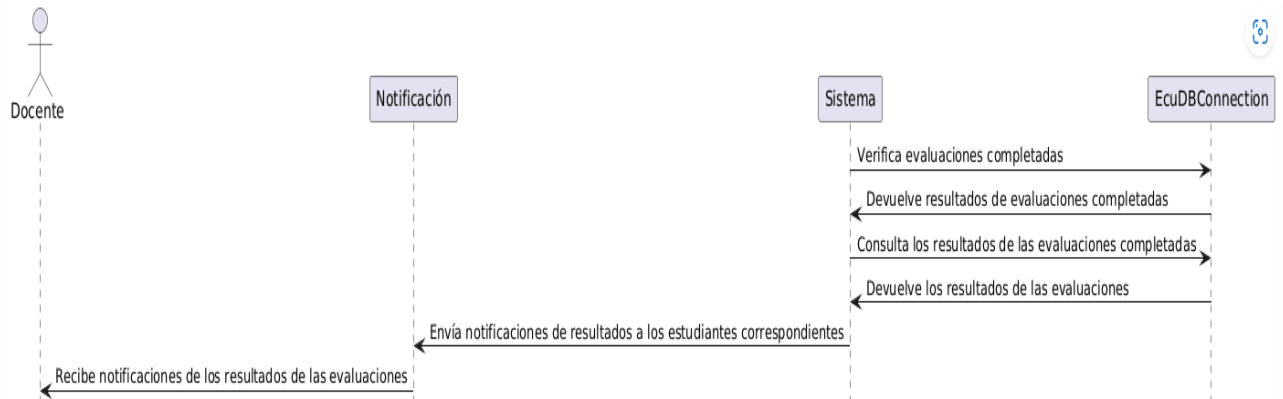 Docente
Notificación
Sistema
EcuDBConnection
Verifica evaluaciones completadas
Devuelve resultados de evaluaciones completadas
Consulta los resultados de las evaluaciones completadas
Devuelve los resultados de las evaluaciones
Envía notificaciones de resultados a los estudiantes correspondientes
Recibe notificaciones de los resultados de las evaluaciones